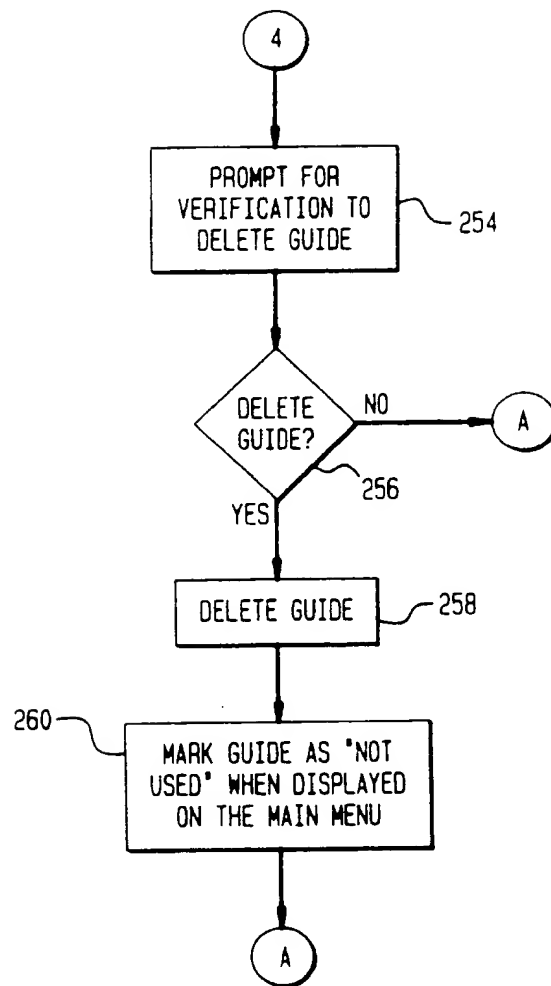 4
PROMPT FOR
VERIFICATION TO
DELETE GUIDE
254
DELETE
GUIDE?
NO
A
256
YES
DELETE GUIDE
258
260
MARK GUIDE AS "NOT
USED" WHEN DISPLAYED
ON THE MAIN MENU
A